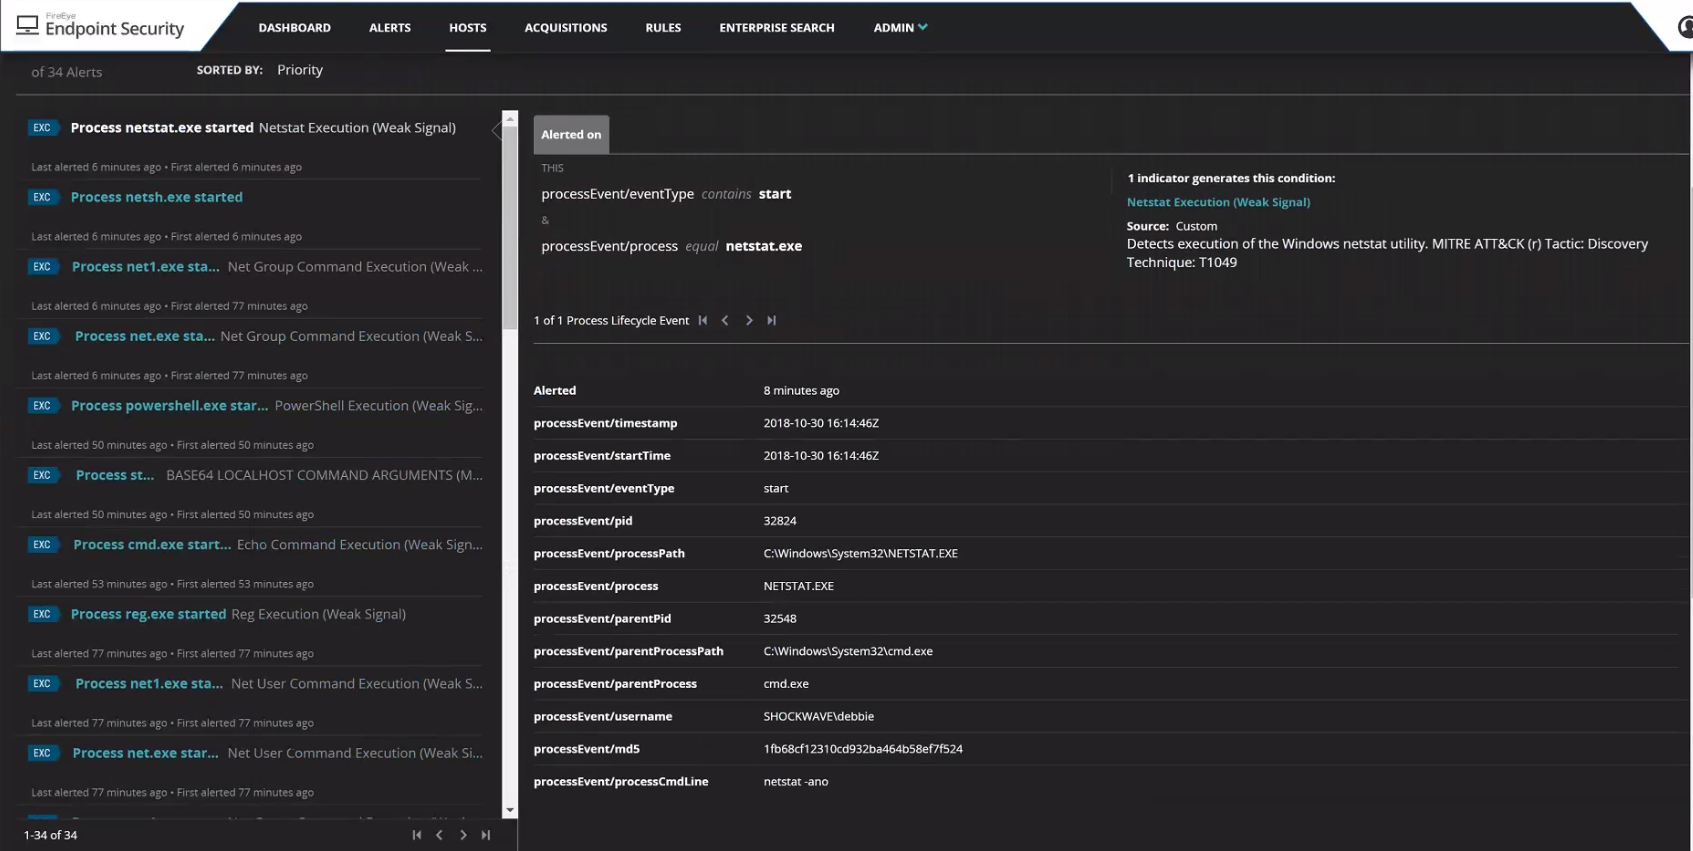 FireEye
Endpoint Security
DASHBOARD
ALERTS
HOSTS
ACQUISITIONS
RULES
ENTERPRISE SEARCH
ADMIN
of 34 Alerts
SORTED BY: Priority
EXC Process netstat.exe started Netstat Execution (Weak Signal)
Last alerted 6 minutes ago • First alerted 6 minutes ago
EXC Process netsh.exe started
Last alerted 6 minutes ago • First alerted 6 minutes ago
EXC Process net1.exe sta... Net Group Command Execution (Weak ...
Last alerted 6 minutes ago • First alerted 77 minutes ago
EXC Process net.exe sta... Net Group Command Execution (Weak S...
Last alerted 6 minutes ago • First alerted 77 minutes ago
EXC Process powershell.exe star... PowerShell Execution (Weak Sig...
Last alerted 50 minutes ago • First alerted 50 minutes ago
EXC Process st... BASE64 LOCALHOST COMMAND ARGUMENTS (M...
Last alerted 50 minutes ago • First alerted 50 minutes ago
EXC Process cmd.exe start... Echo Command Execution (Weak Sign...
Last alerted 53 minutes ago • First alerted 53 minutes ago
EXC Process reg.exe started Reg Execution (Weak Signal)
Last alerted 77 minutes ago • First alerted 77 minutes ago
EXC Process net1.exe sta... Net User Command Execution (Weak S...
Last alerted 77 minutes ago • First alerted 77 minutes ago
EXC Process net.exe star... Net User Command Execution (Weak Si...
Last alerted 77 minutes ago • First alerted 77 minutes ago
1-34 of 34
Alerted on
THIS
processEvent/eventType contains start
&
processEvent/process equal netstat.exe
1 indicator generates this condition:
Netstat Execution (Weak Signal)
Source: Custom
Detects execution of the Windows netstat utility. MITRE ATT&CK (r) Tactic: Discovery
Technique: T1049
1 of 1 Process Lifecycle Event
Alerted 8 minutes ago
processEvent/timestamp 2018-10-30 16:14:46Z
processEvent/startTime 2018-10-30 16:14:46Z
processEvent/eventType start
processEvent/pid 32824
processEvent/processPath C:\Windows\System32\NETSTAT.EXE
processEvent/process NETSTAT.EXE
processEvent/parentPid 32548
processEvent/parentProcessPath C:\Windows\System32\cmd.exe
processEvent/parentProcess cmd.exe
processEvent/username SHOCKWAVE\debbie
processEvent/md5 1fb68cf12310cd932ba464b58ef7f524
processEvent/processCmdLine netstat -ano